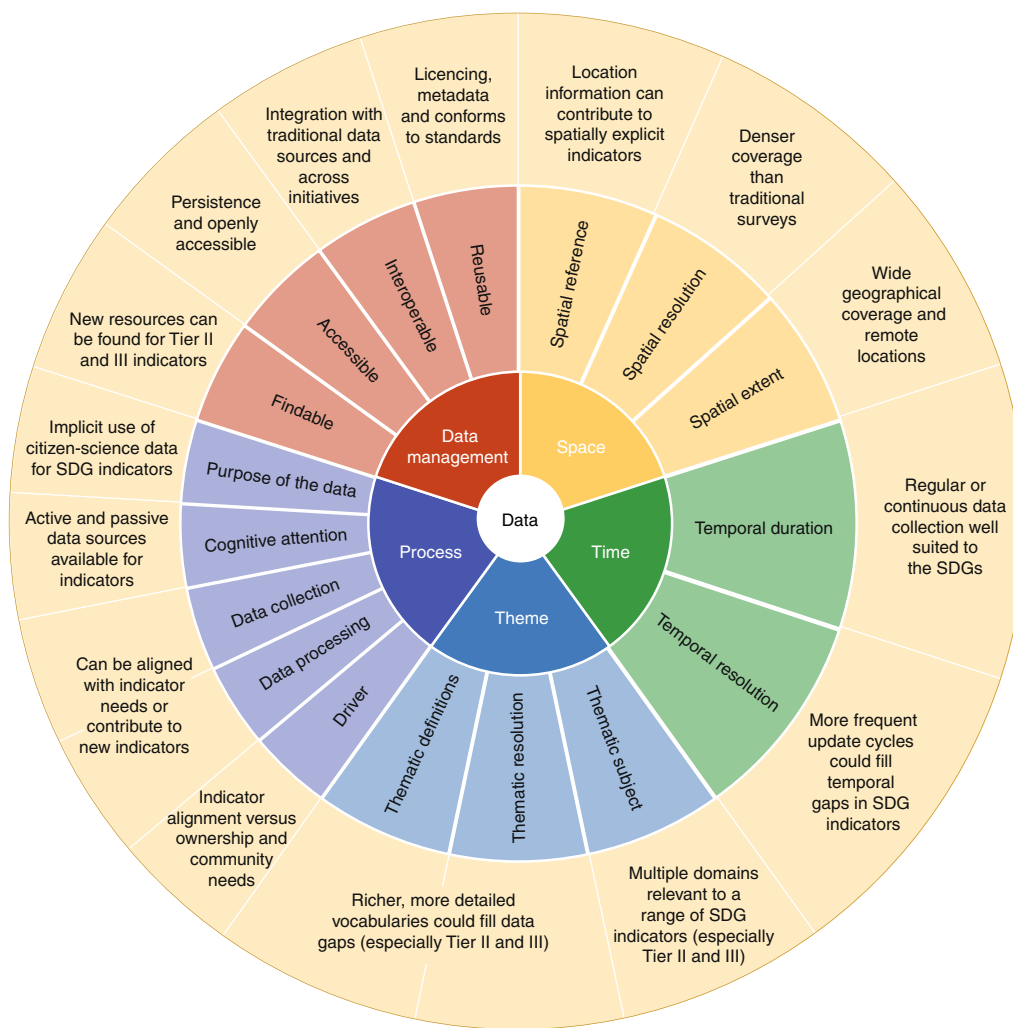 Data
Data
management
Space
Time
Theme
Process
Reusable
Interoperable
Accessible
Findable
Spatial reference
Spatial resolution
Spatial extent
Temporal duration
Temporal resolution
Thematic subject
Thematic resolution
Thematic definitions
Driver
Data processing
Data collection
Cognitive attention
Purpose of the data
Licencing,
metadata
and conforms
to standards
Location
information can
contribute to
spatially explicit
indicators
Denser
coverage
than
traditional
surveys
Wide
geographical
coverage and
remote
locations
Regular or
continuous data
collection well
suited to
the SDGs
More frequent
update cycles
could fill
temporal
gaps in SDG
indicators
Multiple domains
relevant to a
range of SDG
indicators (especially
Tier II and III)
Richer, more detailed
vocabularies could fill data
gaps (especially Tier II and III)
Indicator
alignment versus
ownership and
community
needs
Can be aligned
with indicator
needs or
contribute to
new indicators
Active and passive
data sources
available for
indicators
Implicit use of
citizen-science data
for SDG indicators
New resources can
be found for Tier II
and III indicators
Persistence
and openly
accessible
Integration with
traditional data
sources and
across
initiatives